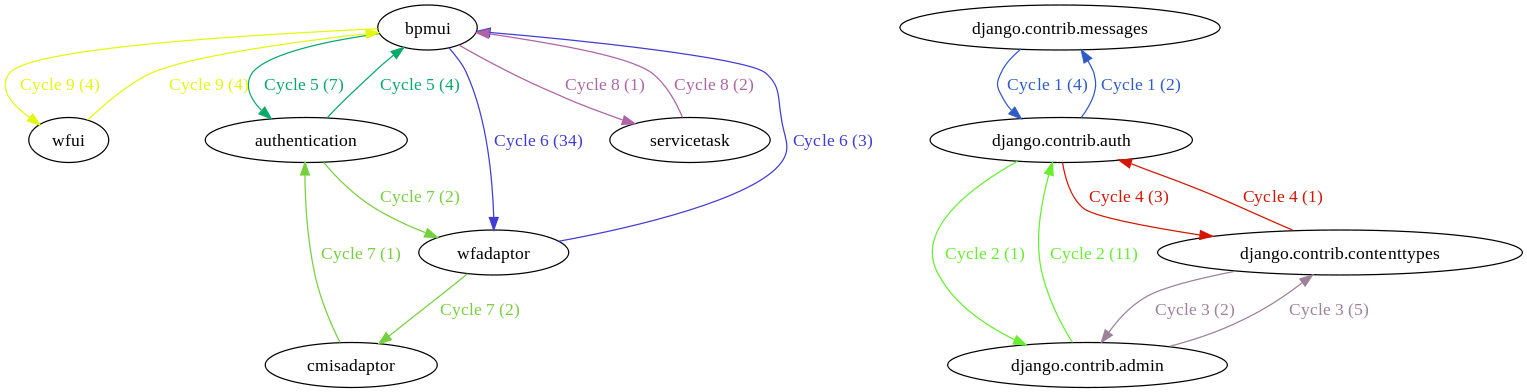 bpmui
django.contrib.messages
Cycle 9 (4)
Cycle 9 (4)
Cycle 5 (7)
Cycle 5 (4)
Cycle 8 (1)
Cycle 8 (2)
Cycle 1 (4)
Cycle 1 (2)
wfui
authentication
Cycle 6 (34)
servicetask
Cycle 6 (3)
django.contrib.auth
Cycle 7 (2)
Cycle 4 (3)
Cycle 4 (1)
Cycle 7 (1)
wfadaptor
Cycle 2 (1)
Cycle 2 (11)
django.contrib.contenttypes
Cycle 7 (2)
Cycle 3 (2)
Cycle 3 (5)
cmisadaptor
django.contrib.admin